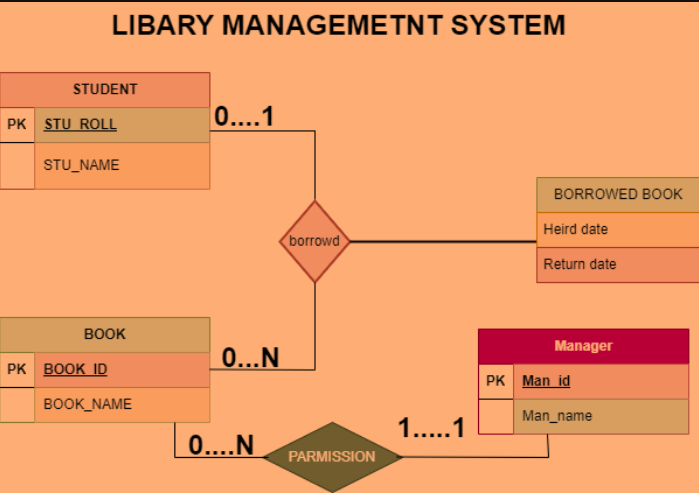 LIBARY MANAGEMETNT SYSTEM
STUDENT
PK STU_ROLL
STU_NAME
0....1
borrowd
BORROWED BOOK
Heird date
Return date
BOOK
PK BOOK_ID
BOOK_NAME
0...N
Manager
PK Man_id
Man_name
0....N
PARMISSION
1.....1